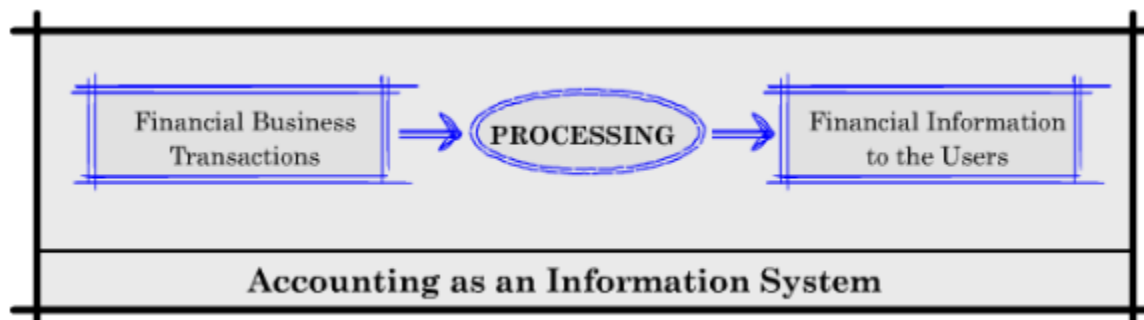 Financial Business
Transactions
PROCESSING
Financial Information
to the Users
Accounting as an Information System